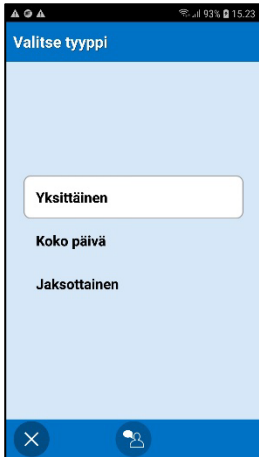 93% 15.23
Valitse tyyppi
Yksittäinen
Koko päivä
Jaksottainen